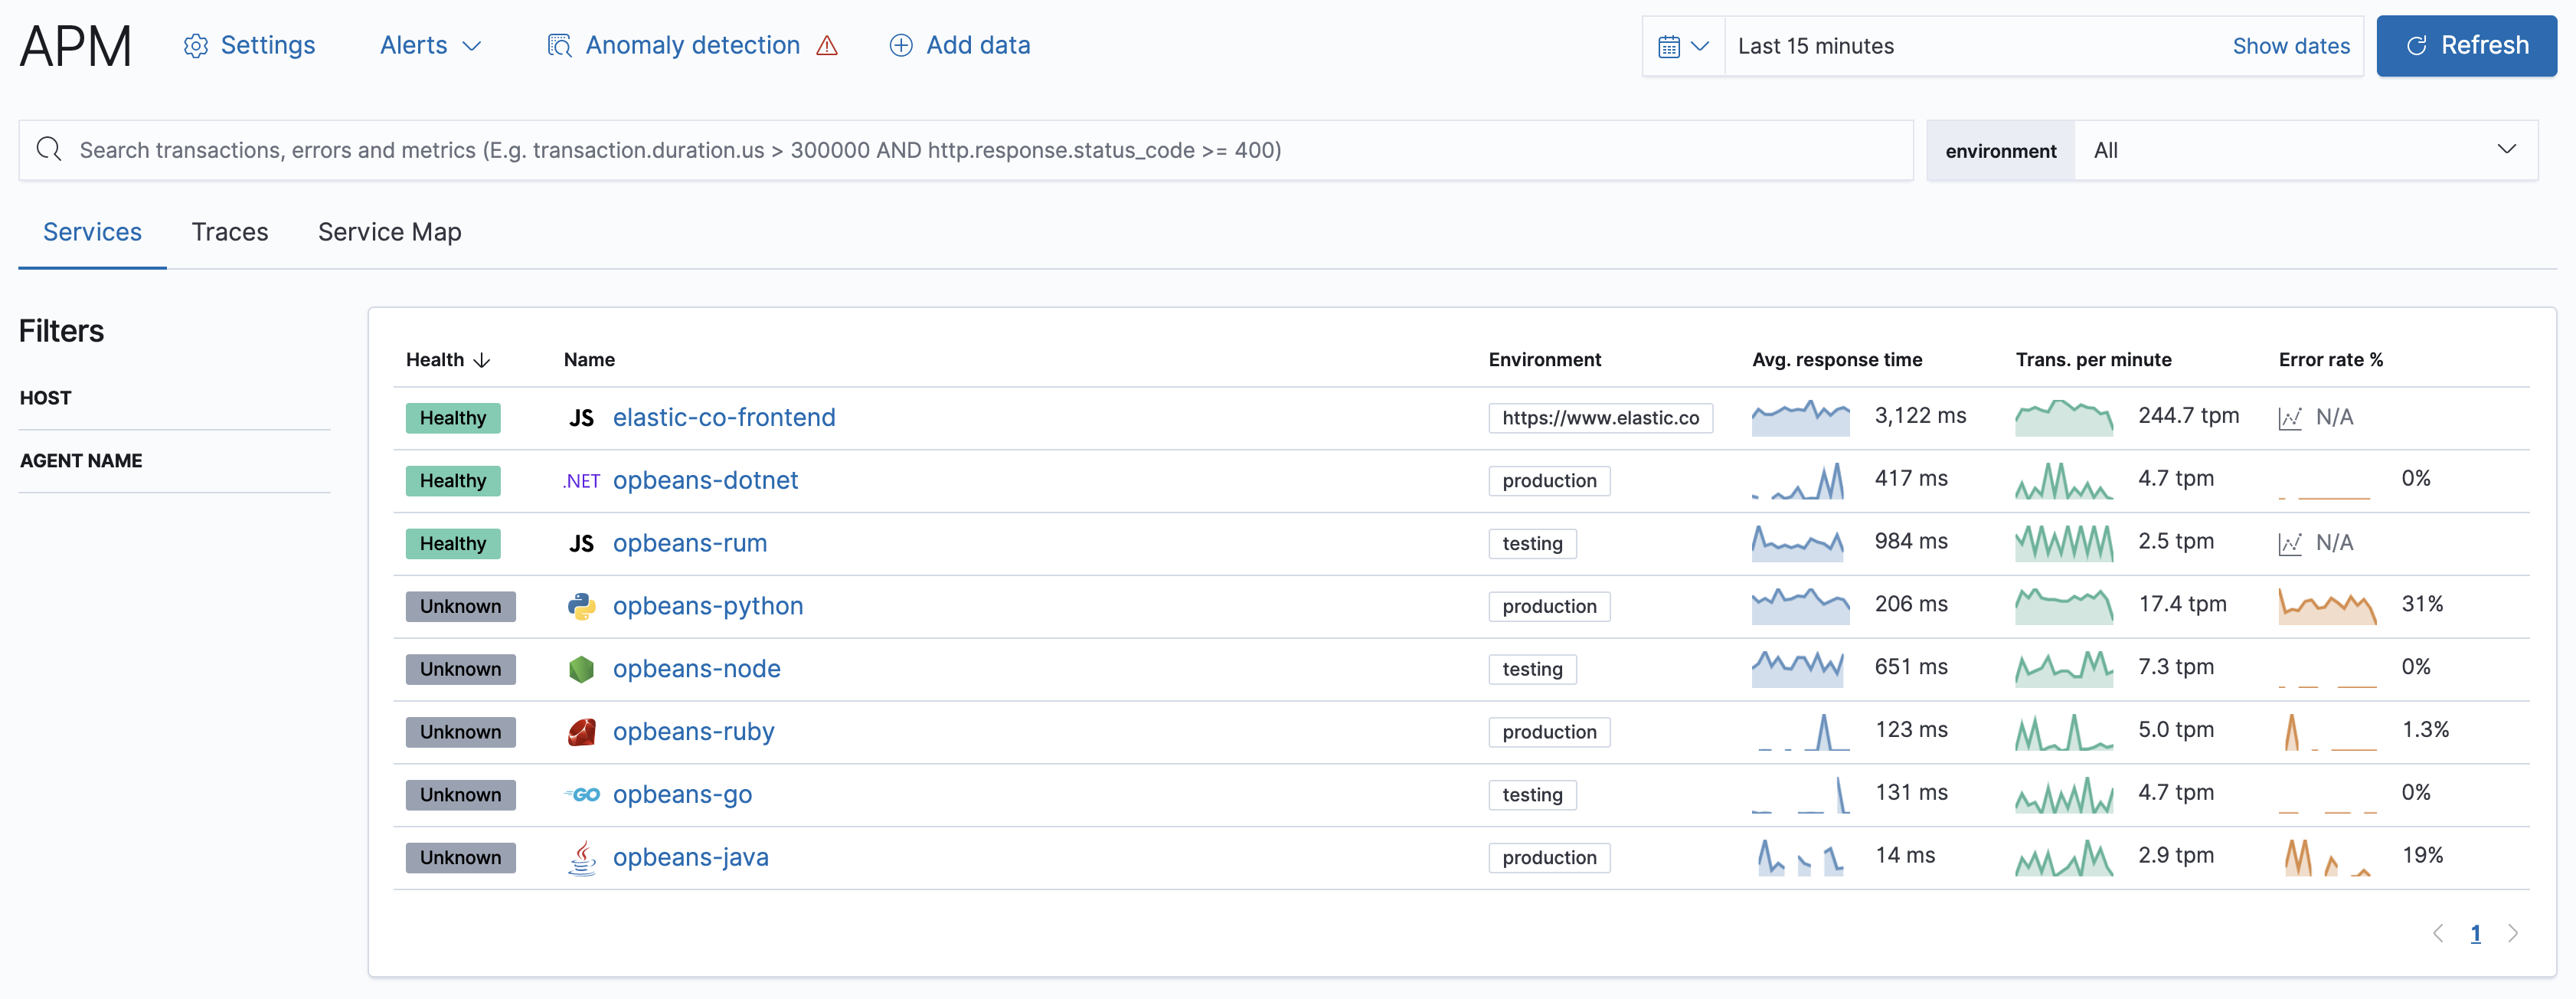 APM Settings Alerts Anomaly detection Add data Last 15 minutes Show dates Refresh
Search transactions, errors and metrics (E.g. transaction.duration.us > 300000 AND http.response.status_code >= 400) environment All
Services Traces Service Map
Filters
HOST
AGENT NAME
Health Name Environment Avg. response time Trans. per minute Error rate %
Healthy JS elastic-co-frontend https://www.elastic.co 3,122 ms 244.7 tpm N/A
Healthy .NET opbeans-dotnet production 417 ms 4.7 tpm 0%
Healthy JS opbeans-rum testing 984 ms 2.5 tpm N/A
Unknown opbeans-python production 206 ms 17.4 tpm 31%
Unknown opbeans-node testing 651 ms 7.3 tpm 0%
Unknown opbeans-ruby production 123 ms 5.0 tpm 1.3%
Unknown GO opbeans-go testing 131 ms 4.7 tpm 0%
Unknown opbeans-java production 14 ms 2.9 tpm 19%
1